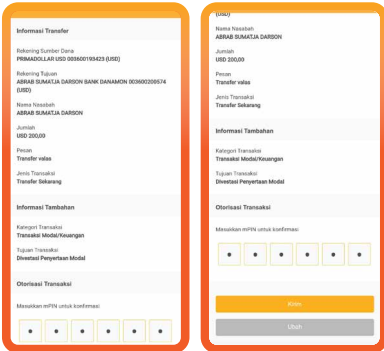 Informasi Transfer
Rekening Sumber Dana
PRIMADOLLAR USD 003600193423 (USD)
Rekening Tujuan
ABRAB SUMATJA DARSON BANK DANAMON 003600200574
(USD)
Nama Nasabah
ABRAB SUMATJA DARSON
Jumlah
USD 200,00
Pesan
Transfer valas
Jenis Transaksi
Transfer Sekarang
Informasi Tambahan
Kategori Transaksi
Transaksi Modal/Keuangan
Tujuan Transaksi
Divestasi Penyertaan Modal
Otorisasi Transaksi
Masukkan mPIN untuk konfirmasi:
(USD)
Nama Nasabah
ABRAB SUMATJA DARSON
Jumlah
USD 200,00
Pesan
Transfer valas
Jenis Transaksi
Transfer Sekarang
Informasi Tambahan
Kategori Transaksi
Transaksi Modal/Keuangan
Tujuan Transaksi
Divestasi Penyertaan Modal
Otorisasi Transaksi
Masukkan mPIN untuk konfirmasi:
Kirim
Ubah